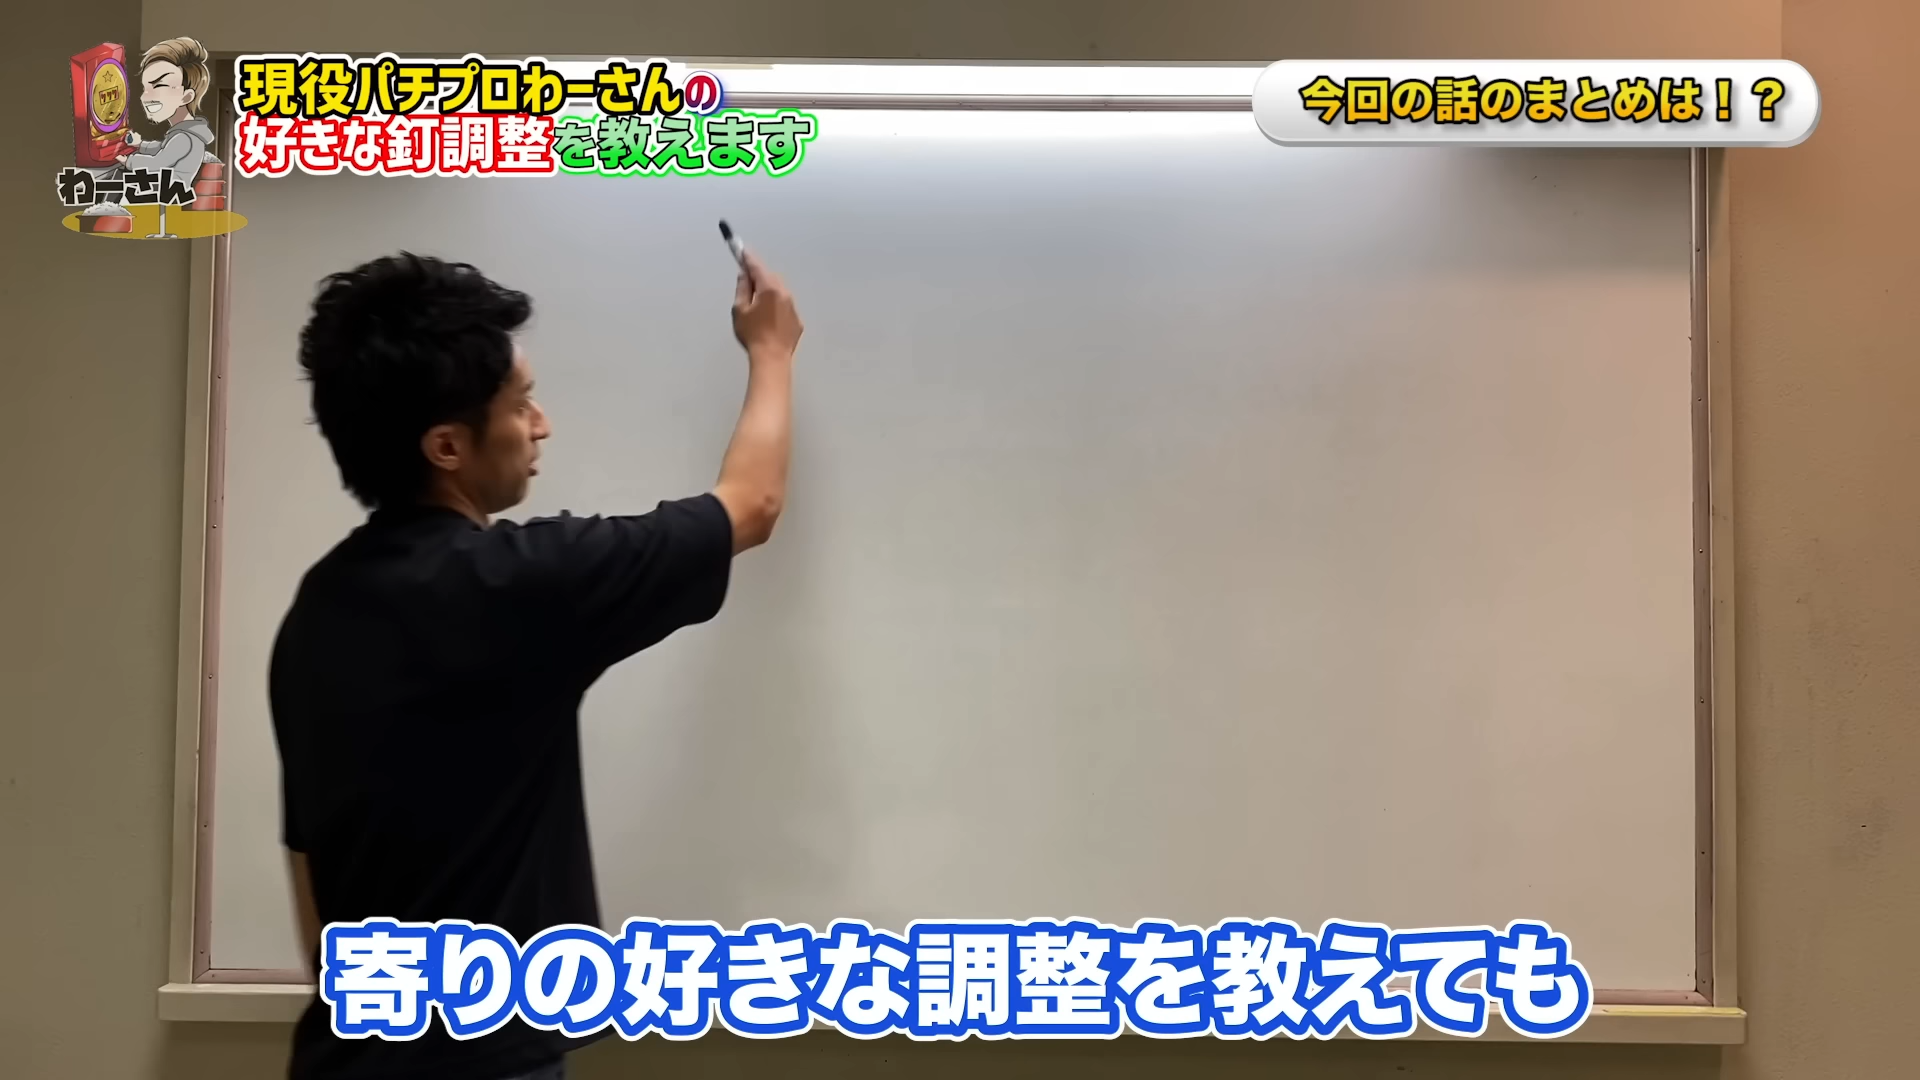 現役パチプロわーさんの
好きな釘調整を教えます
今回の話のまとめは！？
わーさん
寄りの好きな調整を教えても